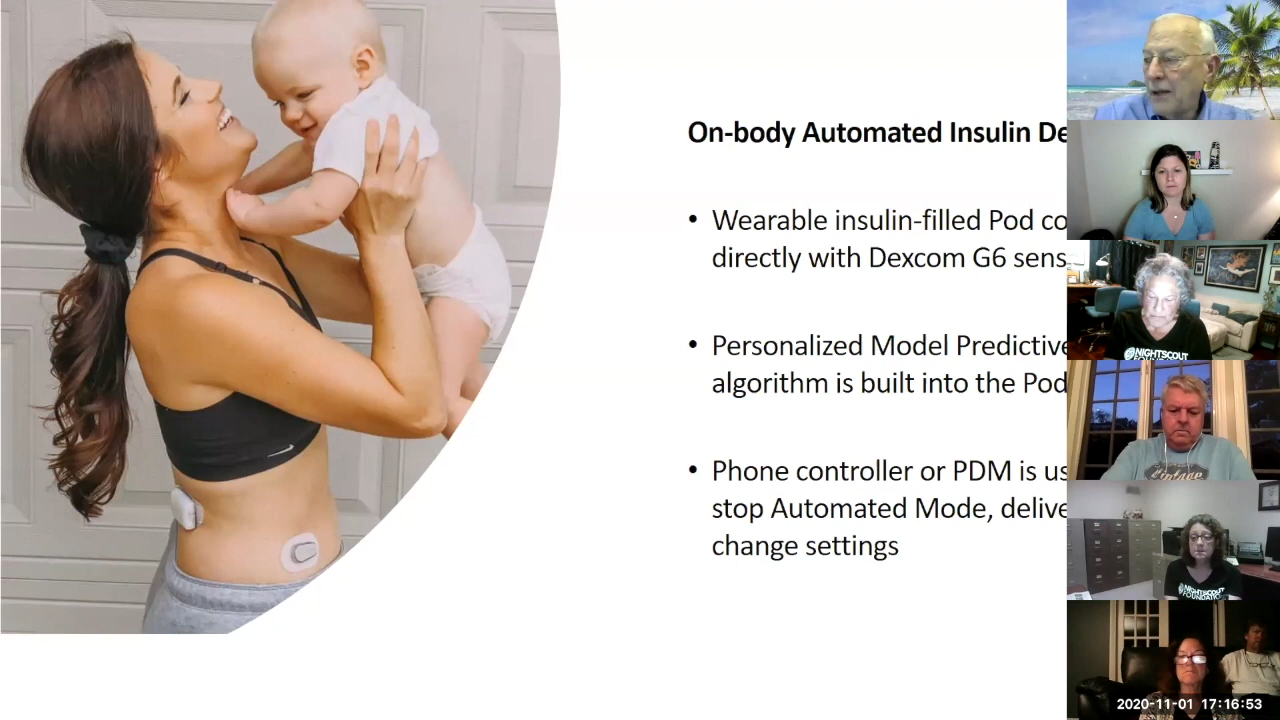 On-body Automated Insulin De
• Wearable insulin-filled Pod co
directly with Dexcom G6 sens
• Personalized Model Predictive
algorithm is built into the Pod
• Phone controller or PDM is us
stop Automated Mode, delive
change settings
NIGHTSCOUT
vintage
NIGHTSCOUT
FOUNDATION
2020-11-01 17:16:53